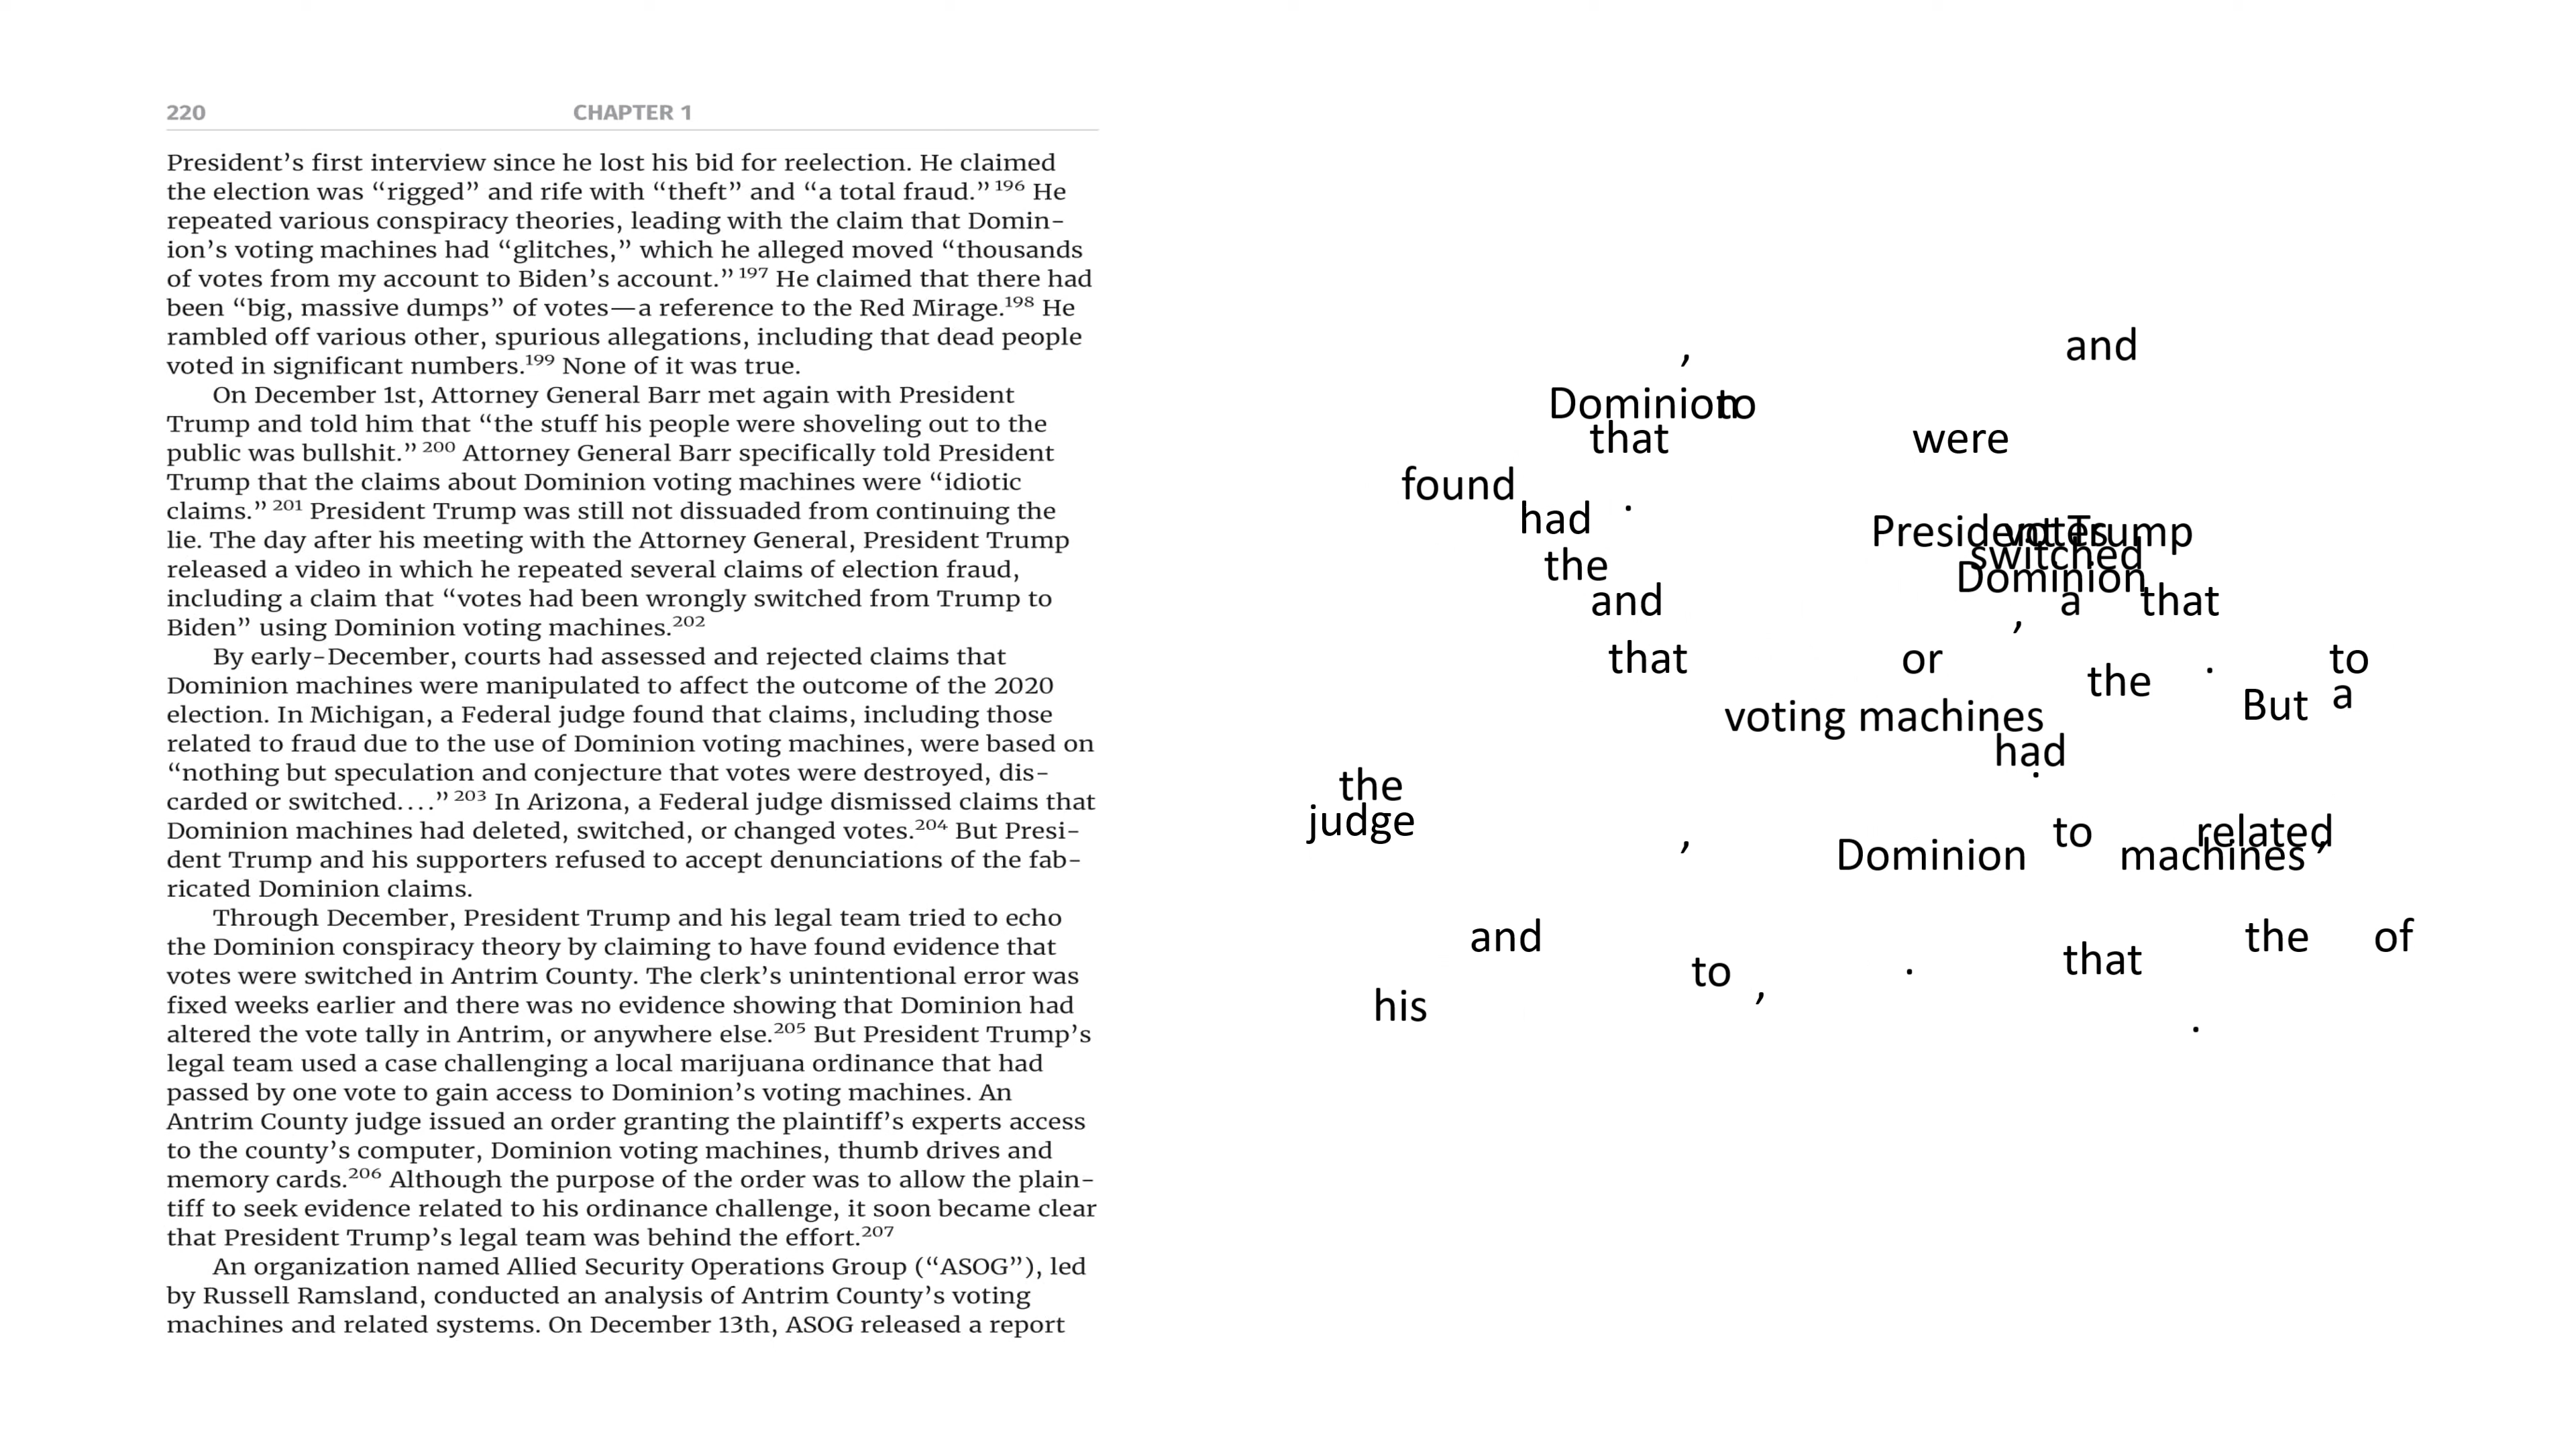 220 CHAPTER 1
President’s first interview since he lost his bid for reelection. He claimed
the election was “rigged” and rife with “theft” and “a total fraud.” 196 He
repeated various conspiracy theories, leading with the claim that Domin-
ion’s voting machines had “glitches,” which he alleged moved “thousands
of votes from my account to Biden’s account.” 197 He claimed that there had
been “big, massive dumps” of votes—a reference to the Red Mirage.198 He
rambled off various other, spurious allegations, including that dead people
voted in significant numbers.199 None of it was true.
On December 1st, Attorney General Barr met again with President
Trump and told him that “the stuff his people were shoveling out to the
public was bullshit.” 200 Attorney General Barr specifically told President
Trump that the claims about Dominion voting machines were “idiotic
claims.” 201 President Trump was still not dissuaded from continuing the
lie. The day after his meeting with the Attorney General, President Trump
released a video in which he repeated several claims of election fraud,
including a claim that “votes had been wrongly switched from Trump to
Biden” using Dominion voting machines.202
By early-December, courts had assessed and rejected claims that
Dominion machines were manipulated to affect the outcome of the 2020
election. In Michigan, a Federal judge found that claims, including those
related to fraud due to the use of Dominion voting machines, were based on
“nothing but speculation and conjecture that votes were destroyed, dis-
carded or switched....” 203 In Arizona, a Federal judge dismissed claims that
Dominion machines had deleted, switched, or changed votes.204 But Presi-
dent Trump and his supporters refused to accept denunciations of the fab-
ricated Dominion claims.
Through December, President Trump and his legal team tried to echo
the Dominion conspiracy theory by claiming to have found evidence that
votes were switched in Antrim County. The clerk’s unintentional error was
fixed weeks earlier and there was no evidence showing that Dominion had
altered the vote tally in Antrim, or anywhere else.205 But President Trump’s
legal team used a case challenging a local marijuana ordinance that had
passed by one vote to gain access to Dominion’s voting machines. An
Antrim County judge issued an order granting the plaintiff’s experts access
to the county’s computer, Dominion voting machines, thumb drives and
memory cards.206 Although the purpose of the order was to allow the plain-
tiff to seek evidence related to his ordinance challenge, it soon became clear
that President Trump’s legal team was behind the effort.207
An organization named Allied Security Operations Group (“ASOG”), led
by Russell Ramsland, conducted an analysis of Antrim County’s voting
machines and related systems. On December 13th, ASOG released a report
, and
Dominion to
that were
found .
had President Trump votes
switched
the Dominion
and a that
,
that or . to
the a
voting machines But
had
.
the
judge to related
, Dominion machines ,
and the of
to . that
,
his .